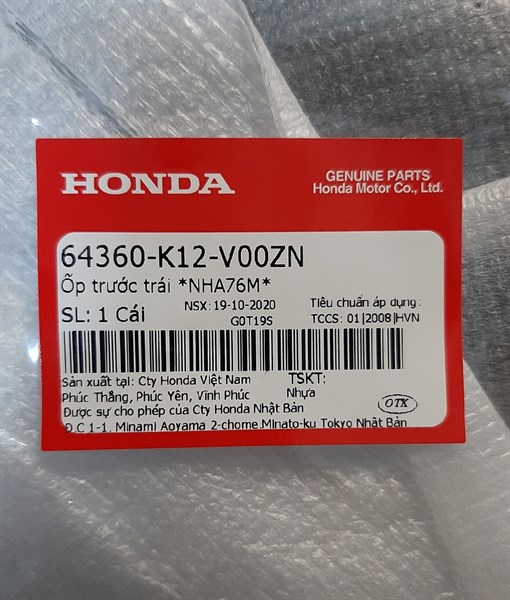 HONDA
GENUINE PARTS
Honda Motor Co., Ltd.
64360-K12-V00ZN
Ốp trước trái *NHA76M*
SL: 1 Cái
NSX: 19-10-2020
G0T19S
Tiêu chuẩn áp dụng:
TCCS: 01|2008|HVN
Sản xuất tại: Cty Honda Việt Nam
Phúc Thắng, Phúc Yên, Vĩnh Phúc
Được sự cho phép của Cty Honda Nhật Bản
Đ.C 1-1, Minami Aoyama 2-chome,Minato-ku Tokyo Nhật Bản
TSKT:
Nhựa
OTK